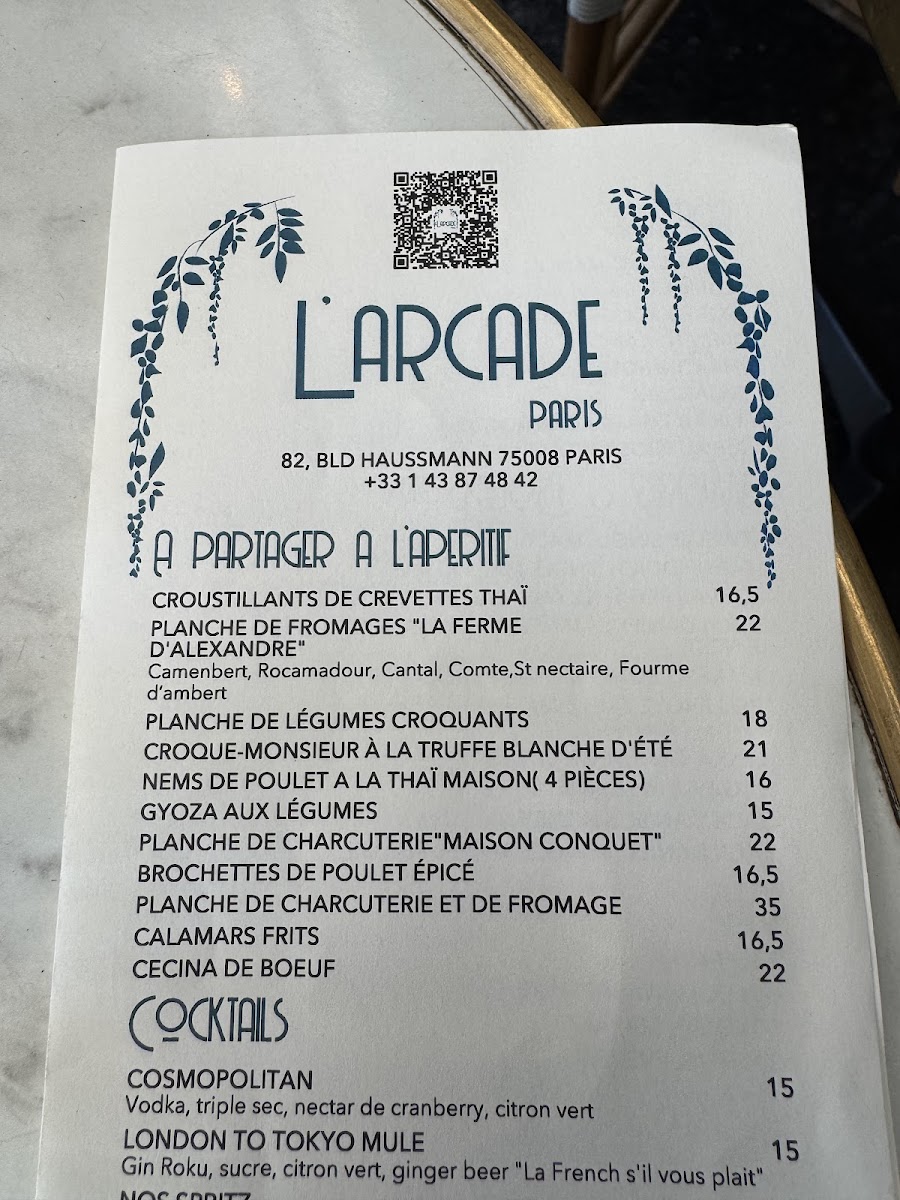 L'ARCADE
PARIS
82, BLD HAUSSMANN 75008 PARIS
+33 1 43 87 48 42
A PARTAGER A L'APERITIF
CROUSTILLANTS DE CREVETTES THAÏ 16,5
PLANCHE DE FROMAGES "LA FERME 22
D'ALEXANDRE"
Camenbert, Rocamadour, Cantal, Comte,St nectaire, Fourme
d'ambert
PLANCHE DE LÉGUMES CROQUANTS 18
CROQUE-MONSIEUR À LA TRUFFE BLANCHE D'ÉTÉ 21
NEMS DE POULET A LA THAÏ MAISON( 4 PIÈCES) 16
GYOZA AUX LÉGUMES 15
PLANCHE DE CHARCUTERIE"MAISON CONQUET" 22
BROCHETTES DE POULET ÉPICÉ 16,5
PLANCHE DE CHARCUTERIE ET DE FROMAGE 35
CALAMARS FRITS 16,5
CECINA DE BOEUF 22
COCKTAILS
COSMOPOLITAN 15
Vodka, triple sec, nectar de cranberry, citron vert
LONDON TO TOKYO MULE 15
Gin Roku, sucre, citron vert, ginger beer "La French s'il vous plait"
NOS SPRITZ